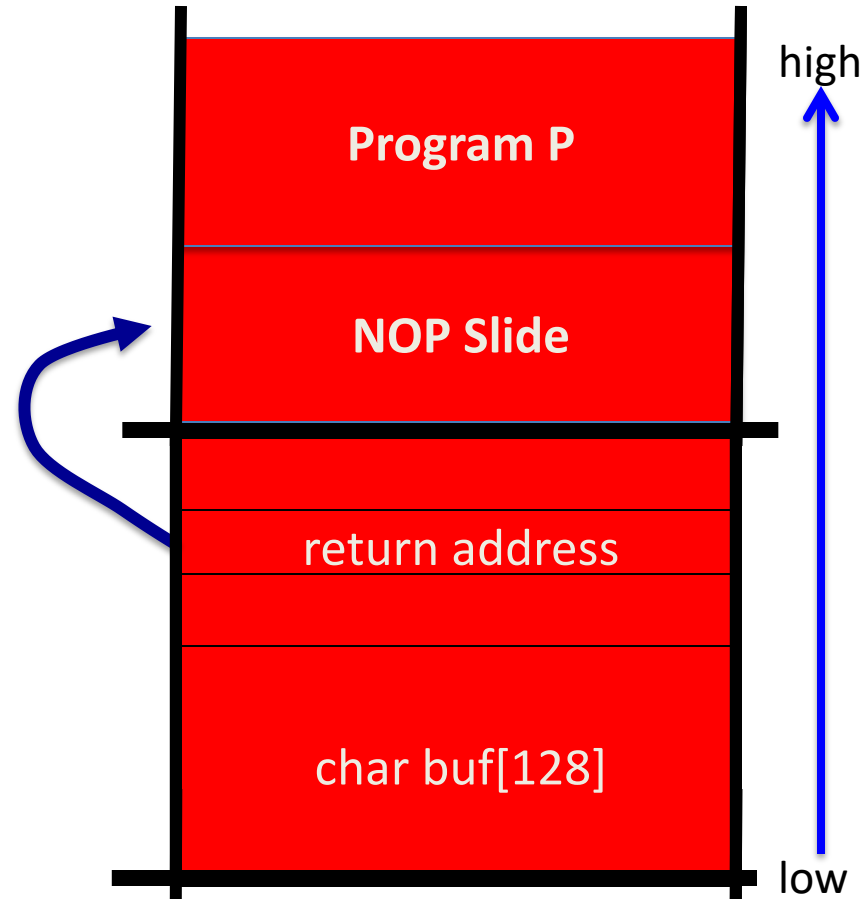 high
Program P
NOP Slide
return address
char buf[128]
low